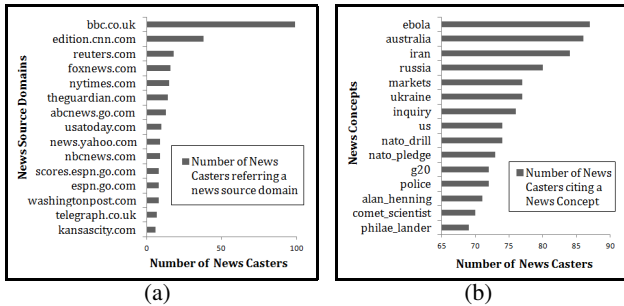 bbc.co.uk
edition.cnn.com
reuters.com
foxnews.com
nytimes.com
theguardian.com
abcnews.go.com
usatoday.com
news.yahoo.com
nbcnews.com
scores.espn.go.com
espn.go.com
washingtonpost.com
telegraph.co.uk
kansascity.com
News Source Domains
Number of News
Casters referring
a news source domain
0 50 100
Number of News Casters
(a)
ebola
australia
iran
russia
markets
ukraine
inquiry
us
nato_drill
nato_pledge
g20
police
alan_henning
comet_scientist
philae_lander
News Concepts
Number of News
Casters citing a
News Concept
65 70 75 80 85 90
Number of News Casters
(b)